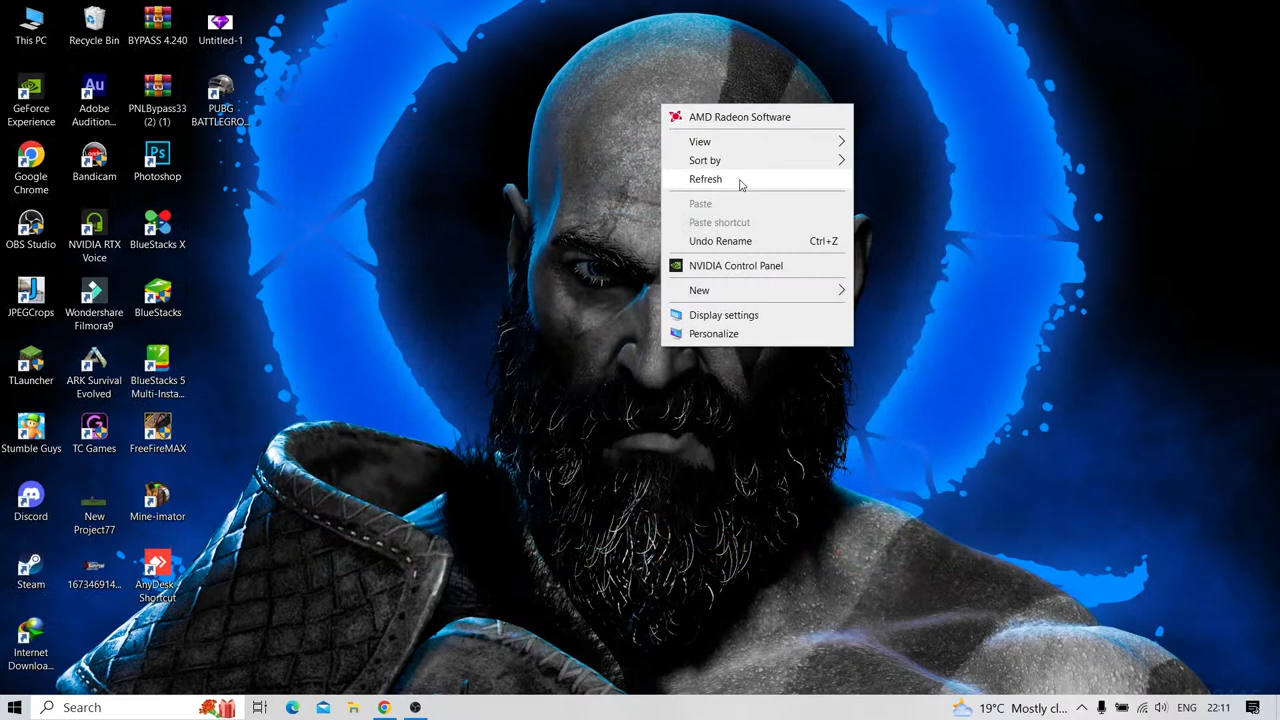 This PC
Recycle Bin
BYPASS 4.240
Untitled-1
GeForce
Experience
Adobe
Audition...
PNLBypass33
(2) (1)
PUBG
BATTLEGRO...
Google
Chrome
Bandicam
Photoshop
OBS Studio
NVIDIA RTX
Voice
BlueStacks X
JPEGCrops
Wondershare
Filmora9
BlueStacks
TLauncher
ARK Survival
Evolved
BlueStacks 5
Multi-Insta...
Stumble Guys
TC Games
FreeFireMAX
Discord
New
Project77
Mine-imator
Steam
167346914...
AnyDesk -
Shortcut
Internet
Downloa...
AMD Radeon Software
View
Sort by
Refresh
Paste
Paste shortcut
Undo Rename Ctrl+Z
NVIDIA Control Panel
New
Display settings
Personalize
Search
19°C Mostly cl...
ENG
22:11